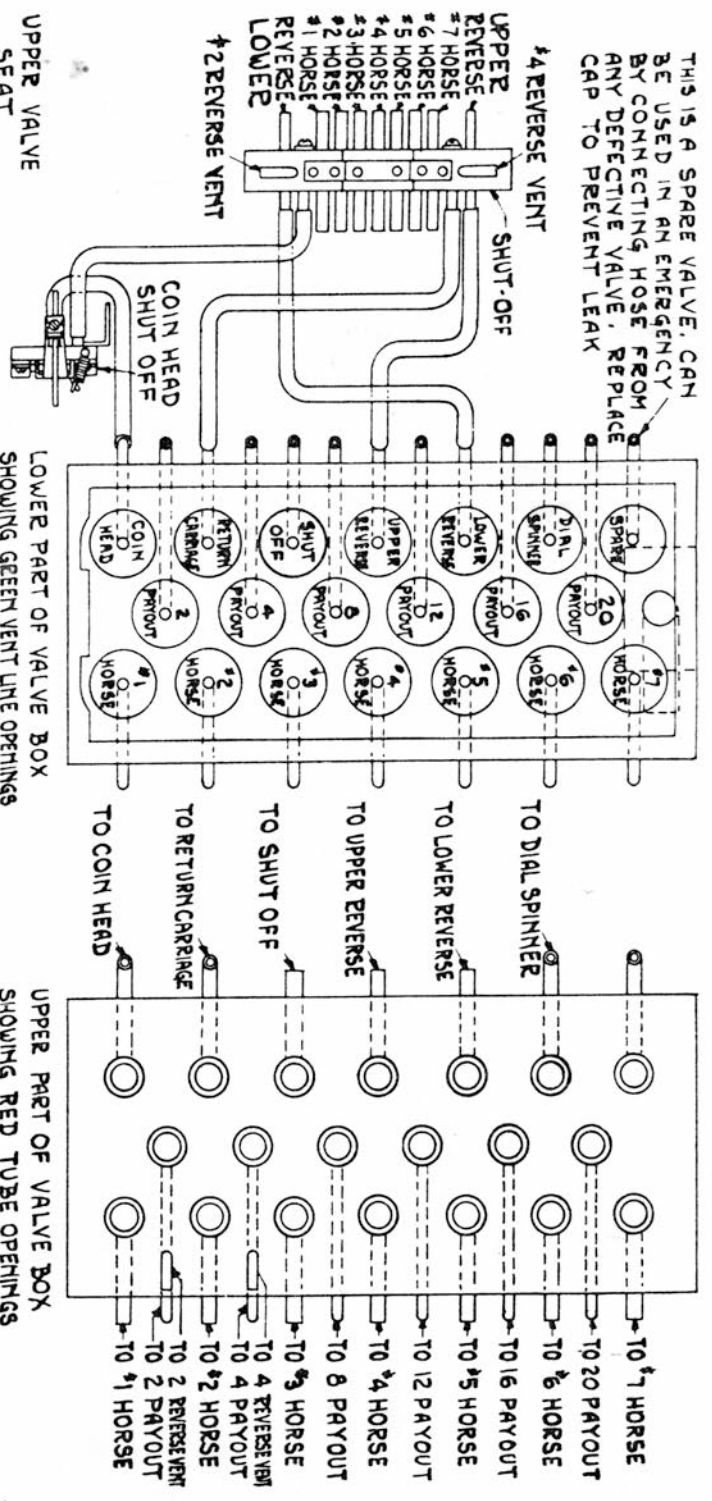 THIS IS A SPARE VALVE, CAN
BE USED IN AN EMERGENCY
BY CONNECTING HOSE FROM
ANY DEFECTIVE VALVE, REPLACE
CAP TO PREVENT LEAK
#4 REVERSE VENT
SHUT-OFF
UPPER
REVERSE
#7 HORSE
#6 HORSE
#5 HORSE
#4 HORSE
#3 HORSE
#2 HORSE
#1 HORSE
REVERSE
LOWER
#2 REVERSE VENT
COIN HEAD
SHUT OFF
UPPER VALVE
SEAT
SPARE
DIAL
SPINNER
LOWER
REVERSE
UPPER
REVERSE
SHUT
OFF
RETURN
CARRIAGE
COIN
HEAD
20
PAYOUT
16
PAYOUT
12
PAYOUT
8
PAYOUT
4
PAYOUT
2
PAYOUT
#7
HORSE
#6
HORSE
#5
HORSE
#4
HORSE
#3
HORSE
#2
HORSE
#1
HORSE
LOWER PART OF VALVE BOX
SHOWING GREEN VENT LINE OPENINGS
TO DIAL SPINNER
TO LOWER REVERSE
TO UPPER REVERSE
TO SHUT OFF
TO RETURN CARRIAGE
TO COIN HEAD
TO #7 HORSE
TO 20 PAYOUT
TO #6 HORSE
TO 16 PAYOUT
TO #5 HORSE
TO 12 PAYOUT
TO #4 HORSE
TO 8 PAYOUT
TO #3 HORSE
TO 4 REVERSE VENT
TO 4 PAYOUT
TO #2 HORSE
TO 2 REVERSE VENT
TO 2 PAYOUT
TO #1 HORSE
UPPER PART OF VALVE BOX
SHOWING RED TUBE OPENINGS